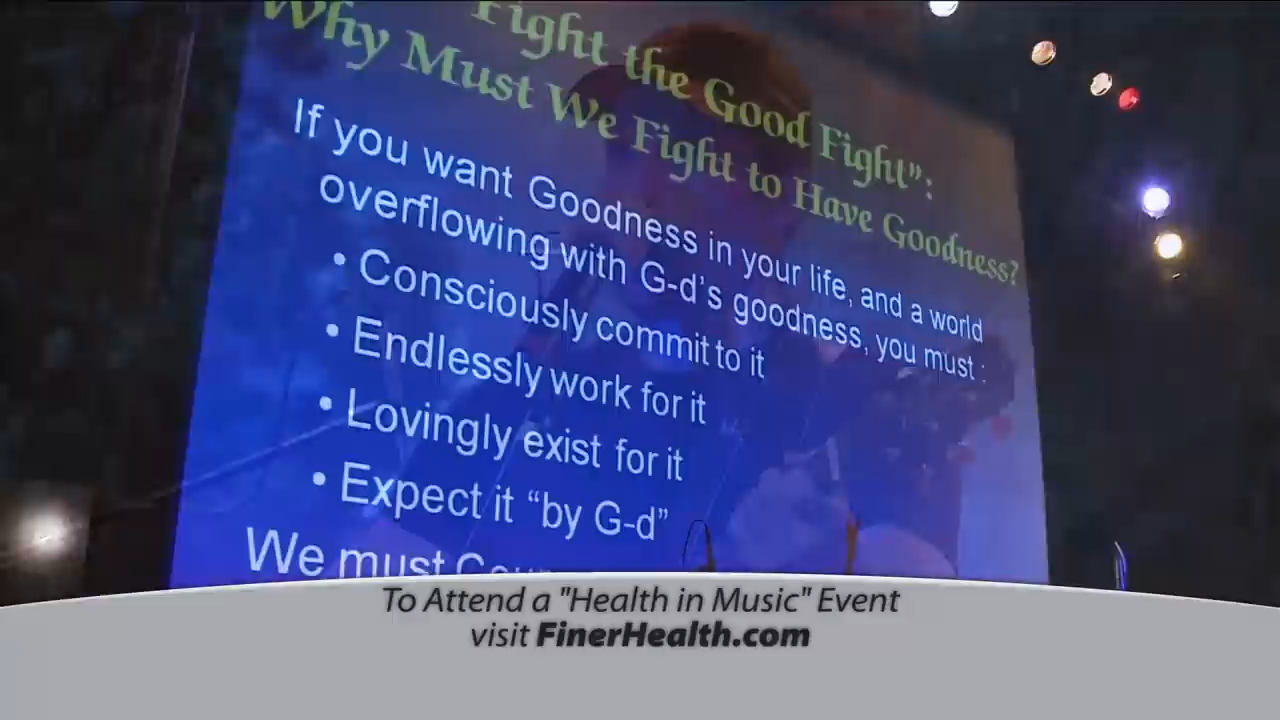 Fight the Good Fight":
Why Must We Fight to Have Goodness?
If you want Goodness in your life, and a world
overflowing with G-d's goodness, you must :
• Consciously commit to it
• Endlessly work for it
• Lovingly exist for it
• Expect it “by G-d”
We must
To Attend a "Health in Music" Event
visit FinerHealth.com